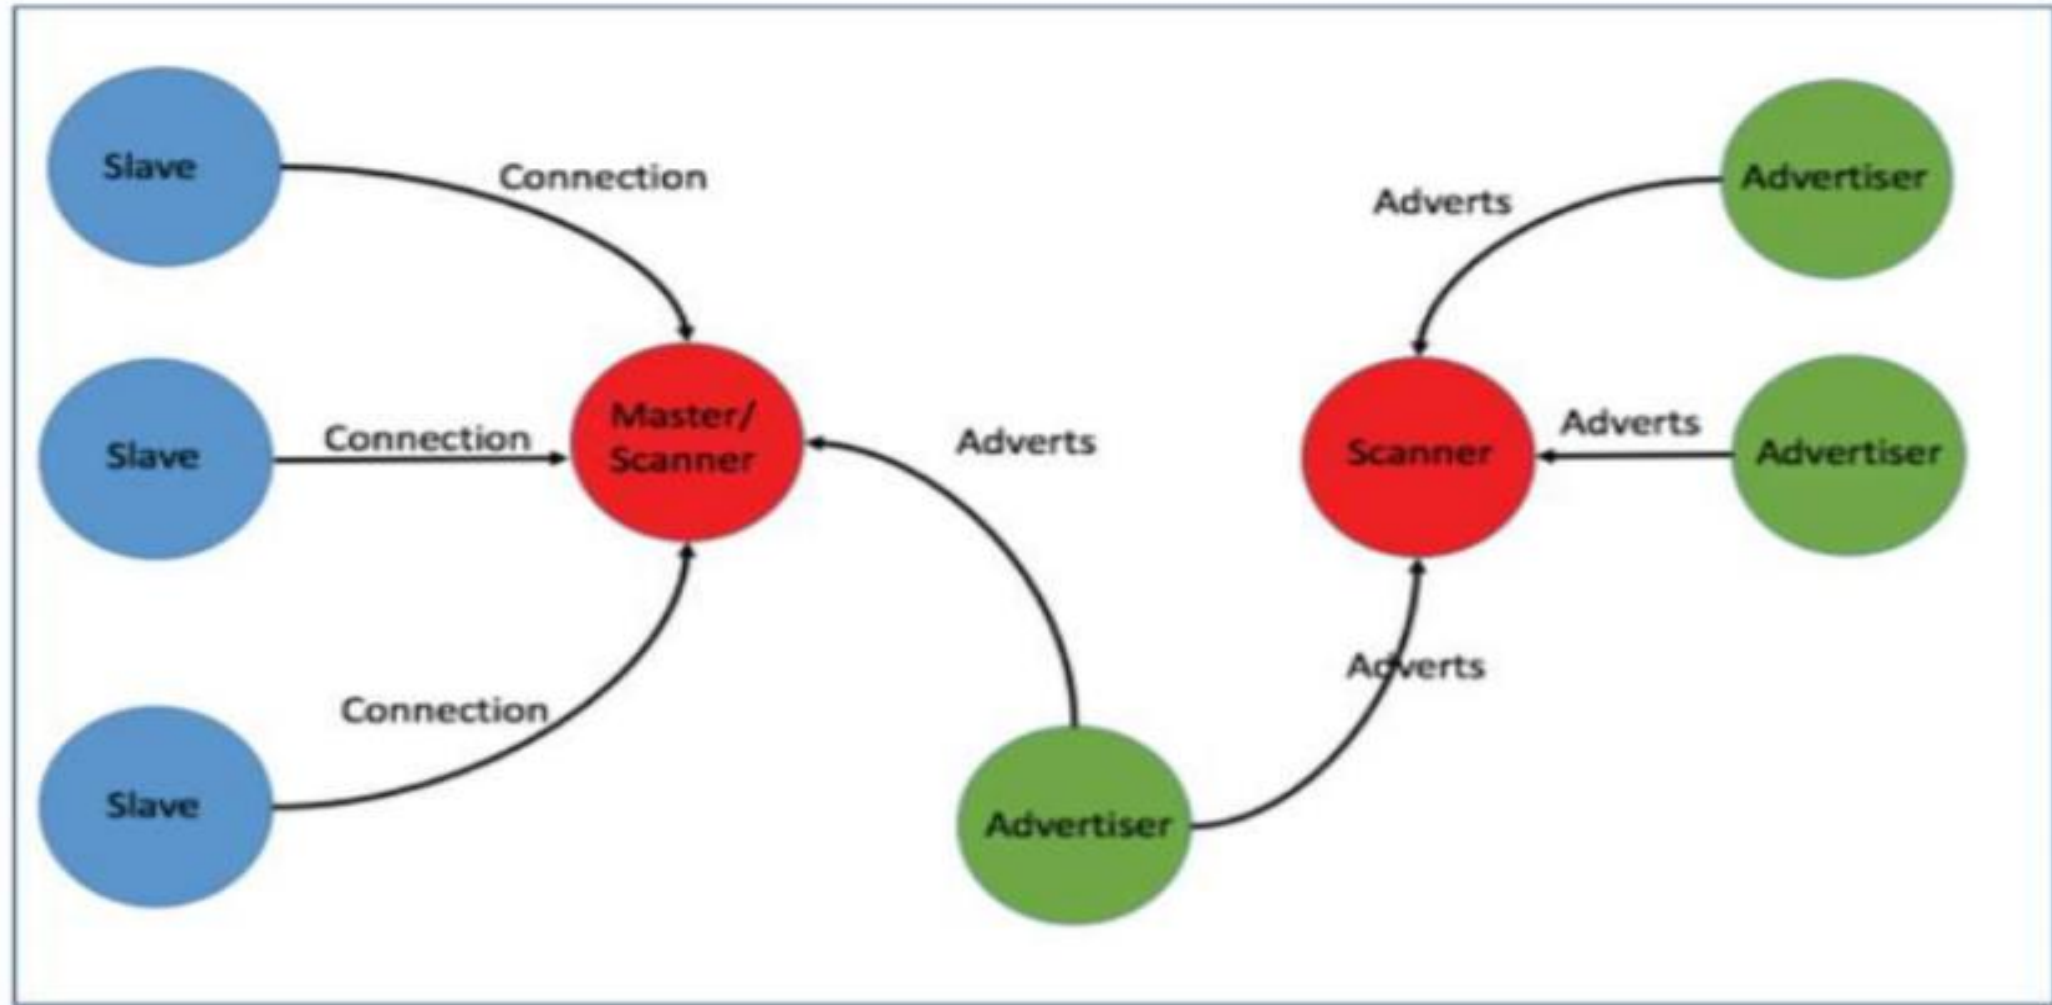 Slave
Connection
Adverts
Advertiser
Slave
Connection
Master/
Scanner
Adverts
Scanner
Adverts
Advertiser
Adverts
Connection
Slave
Advertiser